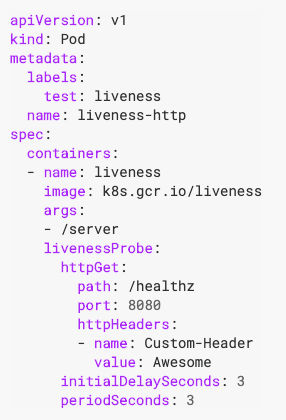 apiVersion: v1
kind: Pod
metadata:
  labels:
    test: liveness
  name: liveness-http
spec:
  containers:
  - name: liveness
    image: k8s.gcr.io/liveness
    args:
    - /server
    livenessProbe:
      httpGet:
        path: /healthz
        port: 8080
        httpHeaders:
        - name: Custom-Header
          value: Awesome
      initialDelaySeconds: 3
      periodSeconds: 3